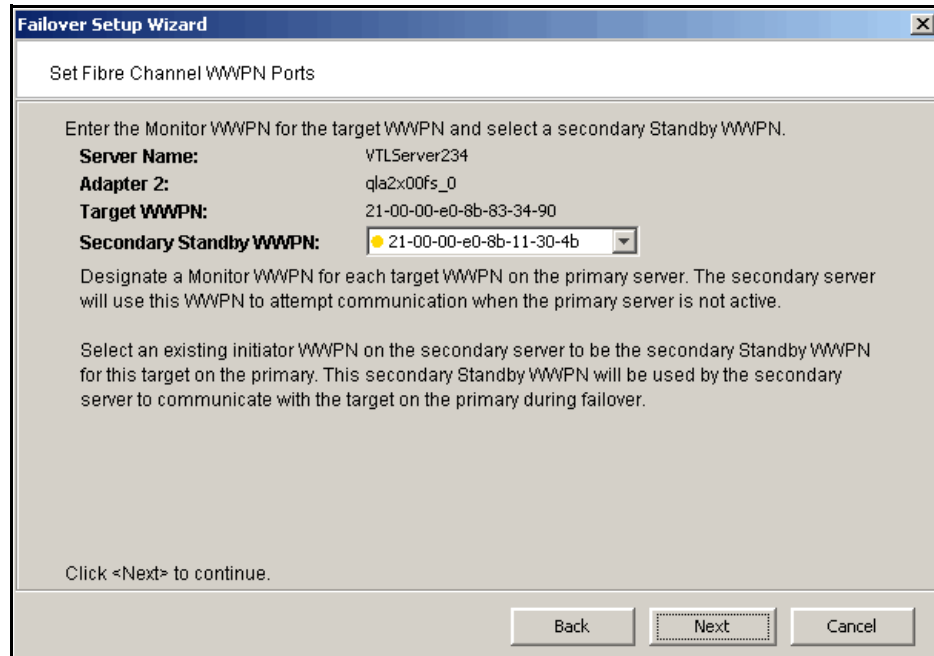 Failover Setup Wizard
Set Fibre Channel WWPN Ports
Enter the Monitor WWPN for the target WWPN and select a secondary Standby WWPN.
Server Name: VTLServer234
Adapter 2: qla2x00fs_0
Target WWPN: 21-00-00-e0-8b-83-34-90
Secondary Standby WWPN: 21-00-00-e0-8b-11-30-4b
Designate a Monitor WWPN for each target WWPN on the primary server. The secondary server
will use this WWPN to attempt communication when the primary server is not active.
Select an existing initiator WWPN on the secondary server to be the secondary Standby WWPN
for this target on the primary. This secondary Standby WWPN will be used by the secondary
server to communicate with the target on the primary during failover.
Click <Next> to continue.
Back Next Cancel